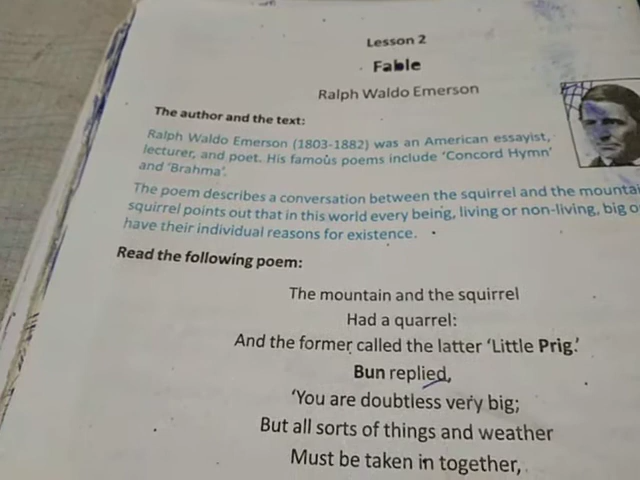 Lesson 2
Fable
Ralph Waldo Emerson
The author and the text:
Ralph Waldo Emerson (1803-1882) was an American essayist,
lecturer, and poet. His famous poems include ‘Concord Hymn’
and ‘Brahma’.
The poem describes a conversation between the squirrel and the
squirrel points out that in this world every being, living or non-living, big
have their individual reasons for existence.
Read the following poem:
The mountain and the squirrel
Had a quarrel:
And the former called the latter ‘Little Prig.’
Bun replied,
‘You are doubtless very big;
But all sorts of things and weather
Must be taken in together,